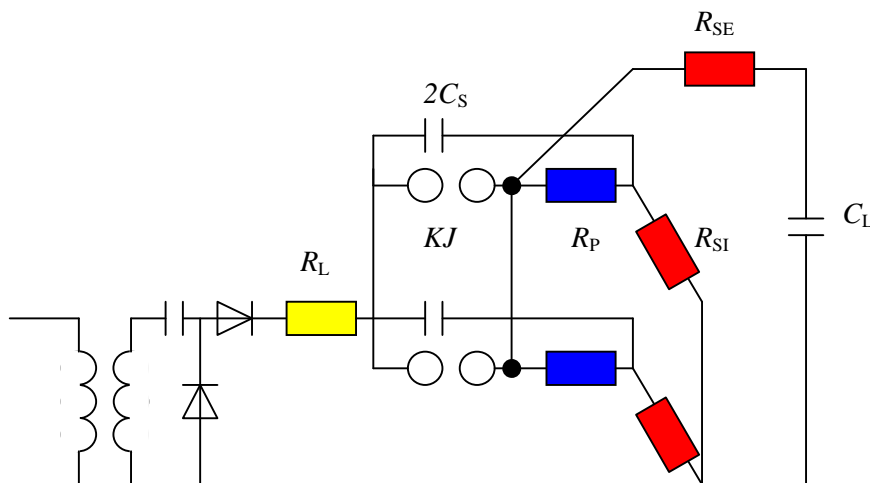 R_SE
2C_S
KJ
R_P
R_SI
C_L
R_L